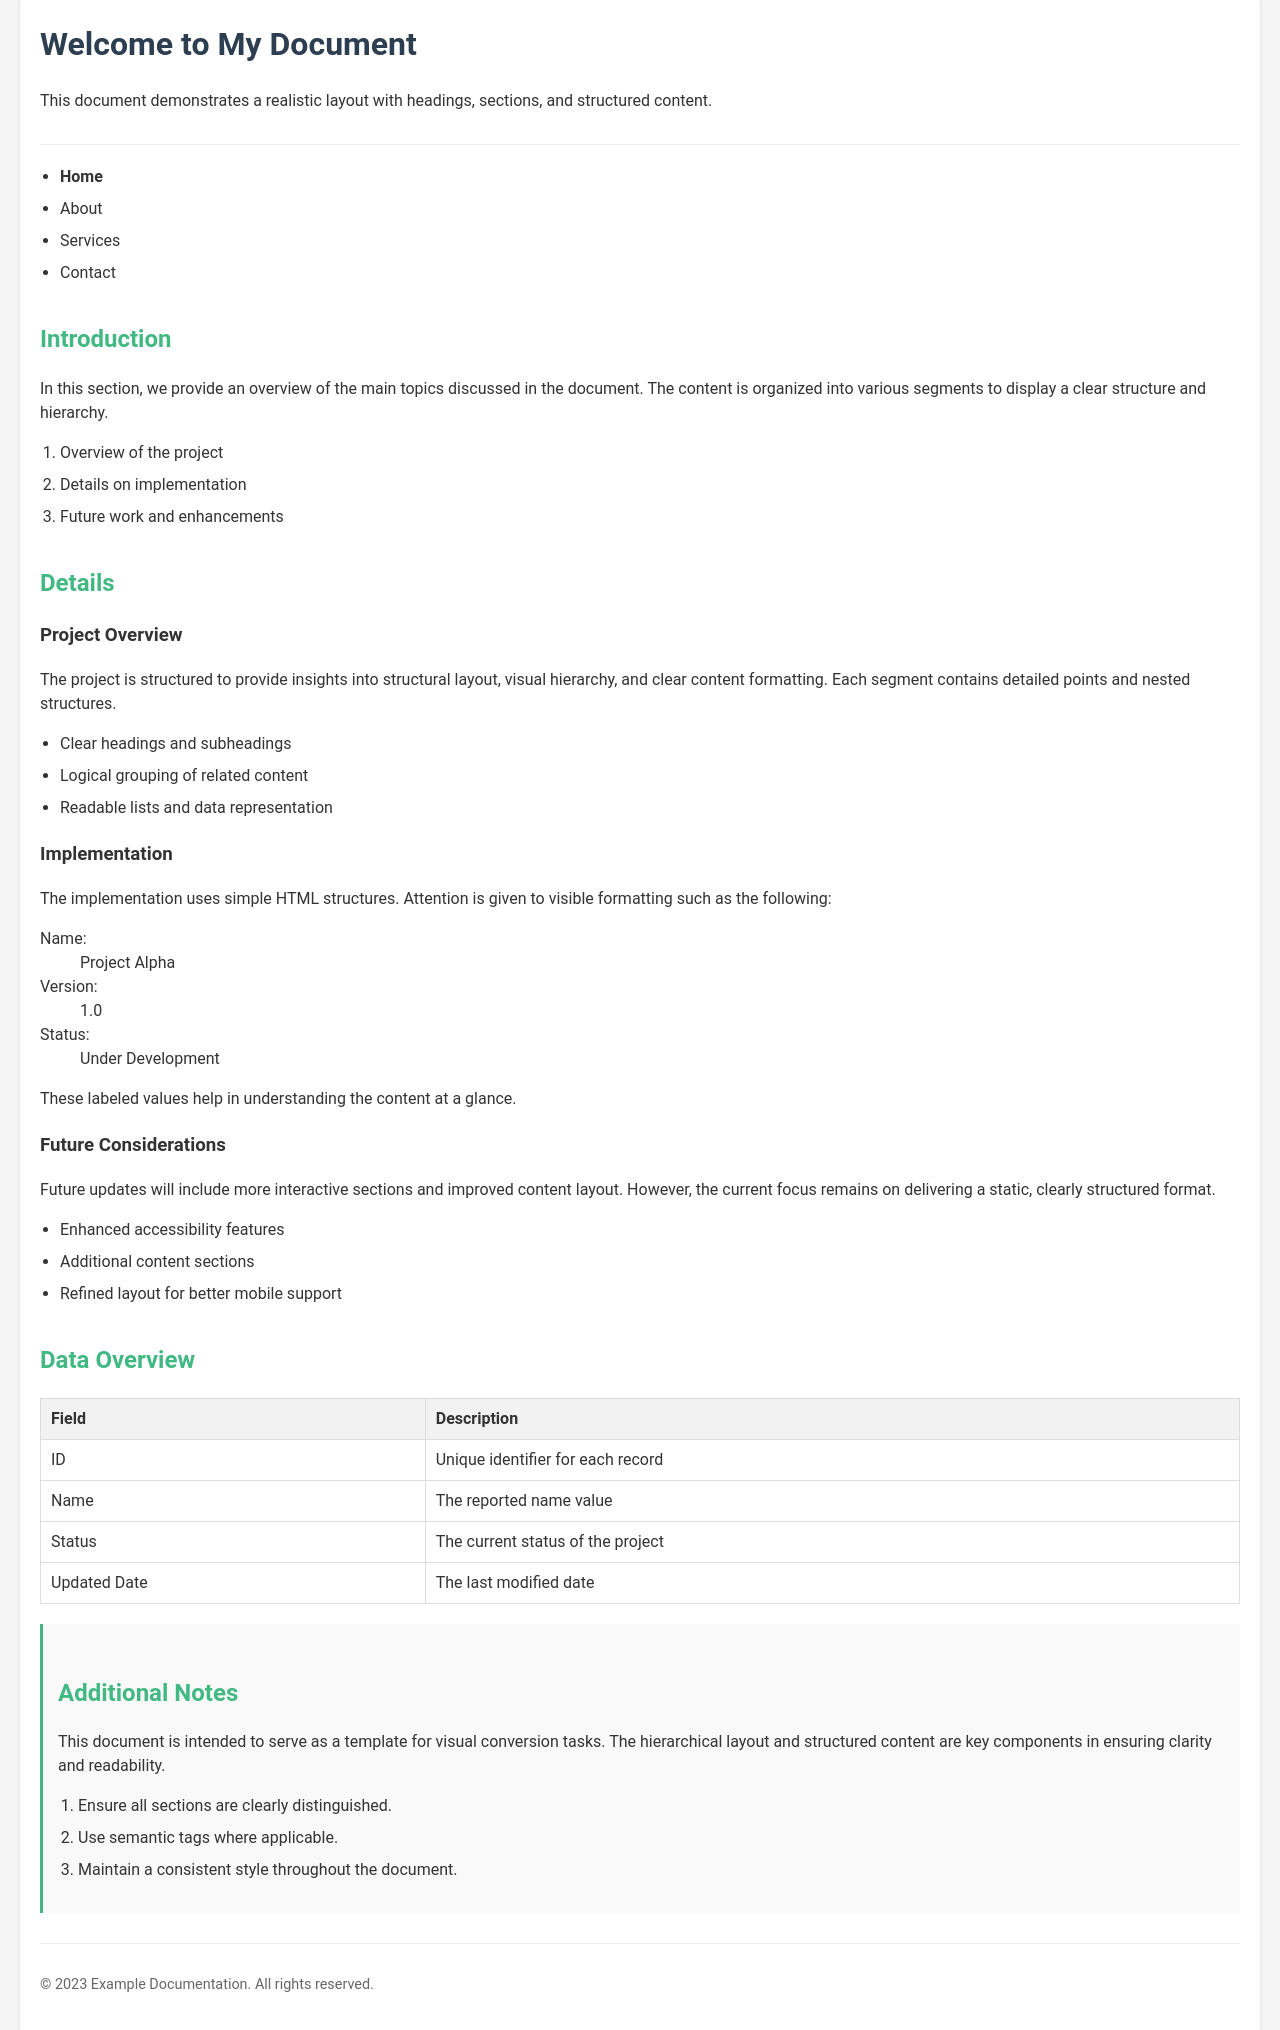 Welcome to My Document
This document demonstrates a realistic layout with headings, sections, and structured content.
• Home
• About
• Services
• Contact
Introduction
In this section, we provide an overview of the main topics discussed in the document. The content is organized into various segments to display a clear structure and
hierarchy.
1. Overview of the project
2. Details on implementation
3. Future work and enhancements
Details
Project Overview
The project is structured to provide insights into structural layout, visual hierarchy, and clear content formatting. Each segment contains detailed points and nested
structures.
• Clear headings and subheadings
• Logical grouping of related content
• Readable lists and data representation
Implementation
The implementation uses simple HTML structures. Attention is given to visible formatting such as the following:
Name:
Project Alpha
Version:
1.0
Status:
Under Development
These labeled values help in understanding the content at a glance.
Future Considerations
Future updates will include more interactive sections and improved content layout. However, the current focus remains on delivering a static, clearly structured format.
• Enhanced accessibility features
• Additional content sections
• Refined layout for better mobile support
Data Overview
Field Description
ID Unique identifier for each record
Name The reported name value
Status The current status of the project
Updated Date The last modified date
Additional Notes
This document is intended to serve as a template for visual conversion tasks. The hierarchical layout and structured content are key components in ensuring clarity
and readability.
1. Ensure all sections are clearly distinguished.
2. Use semantic tags where applicable.
3. Maintain a consistent style throughout the document.
© 2023 Example Documentation. All rights reserved.